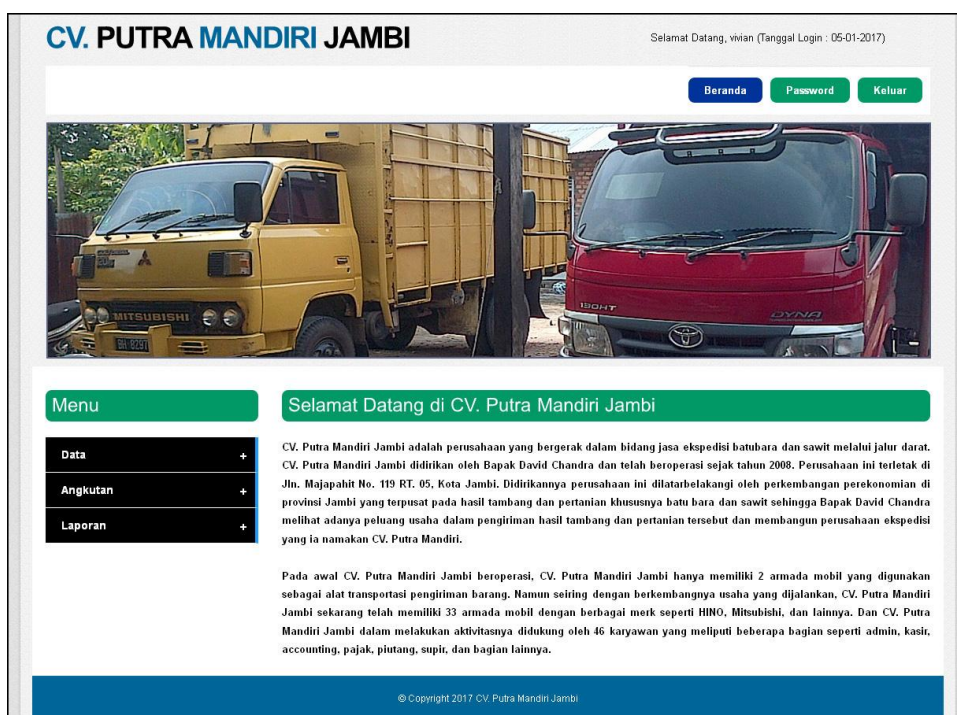 CV. PUTRA MANDIRI JAMBI
Selamat Datang, vivian (Tanggal Login : 05-01-2017)
Beranda
Password
Keluar
MITSUBISHI
BH 8297
130HT
DYNA
Menu
Data +
Angkutan +
Laporan +
Selamat Datang di CV. Putra Mandiri Jambi
CV. Putra Mandiri Jambi adalah perusahaan yang bergerak dalam bidang jasa ekspedisi batubara dan sawit melalui jalur darat.
CV. Putra Mandiri Jambi didirikan oleh Bapak David Chandra dan telah beroperasi sejak tahun 2008. Perusahaan ini terletak di
Jln. Majapahit No. 119 RT. 05, Kota Jambi. Didirikannya perusahaan ini dilatarbelakangi oleh perkembangan perekonomian di
provinsi Jambi yang terpusat pada hasil tambang dan pertanian khususnya batu bara dan sawit sehingga Bapak David Chandra
melihat adanya peluang usaha dalam pengiriman hasil tambang dan pertanian tersebut dan membangun perusahaan ekspedisi
yang ia namakan CV. Putra Mandiri.
Pada awal CV. Putra Mandiri Jambi beroperasi, CV. Putra Mandiri Jambi hanya memiliki 2 armada mobil yang digunakan
sebagai alat transportasi pengiriman barang. Namun seiring dengan berkembangnya usaha yang dijalankan, CV. Putra Mandiri
Jambi sekarang telah memiliki 33 armada mobil dengan berbagai merk seperti HINO, Mitsubishi, dan lainnya. Dan CV. Putra
Mandiri Jambi dalam melakukan aktivitasnya didukung oleh 46 karyawan yang meliputi beberapa bagian seperti admin, kasir,
accounting, pajak, piutang, supir, dan bagian lainnya.
© Copyright 2017 CV. Putra Mandiri Jambi